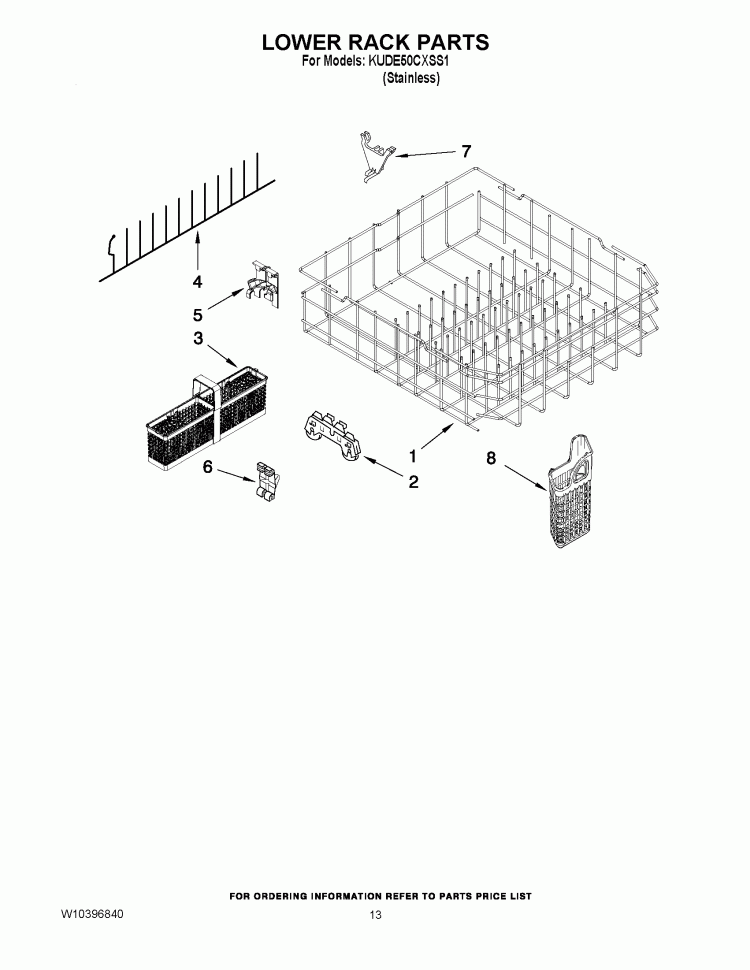 LOWER RACK PARTS
For Models: KUDE50CXSS1
(Stainless)
7
4
5
3
6
1
2
8
FOR ORDERING INFORMATION REFER TO PARTS PRICE LIST
W10396840
13